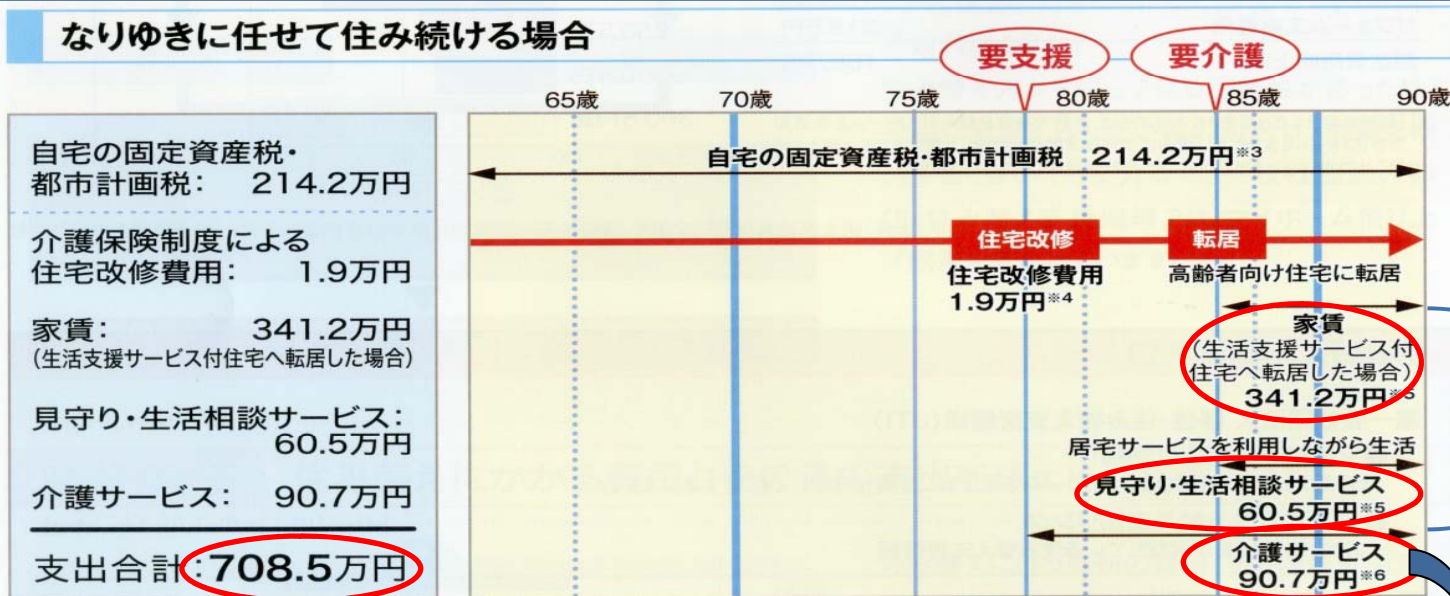 なりゆきに任せて住み続ける場合
要支援
要介護
65歳
70歳
75歳
80歳
85歳
90歳
自宅の固定資産税・
都市計画税： 214.2万円
介護保険制度による
住宅改修費用： 1.9万円
家賃： 341.2万円
（生活支援サービス付住宅へ転居した場合）
見守り・生活相談サービス：
60.5万円
介護サービス： 90.7万円
支出合計：708.5万円
自宅の固定資産税・都市計画税 214.2万円※3
住宅改修
転居
住宅改修費用
1.9万円※4
高齢者向け住宅に転居
家賃
（生活支援サービス付
住宅へ転居した場合）
341.2万円※5
居宅サービスを利用しながら生活
見守り・生活相談サービス
60.5万円※5
介護サービス
90.7万円※6